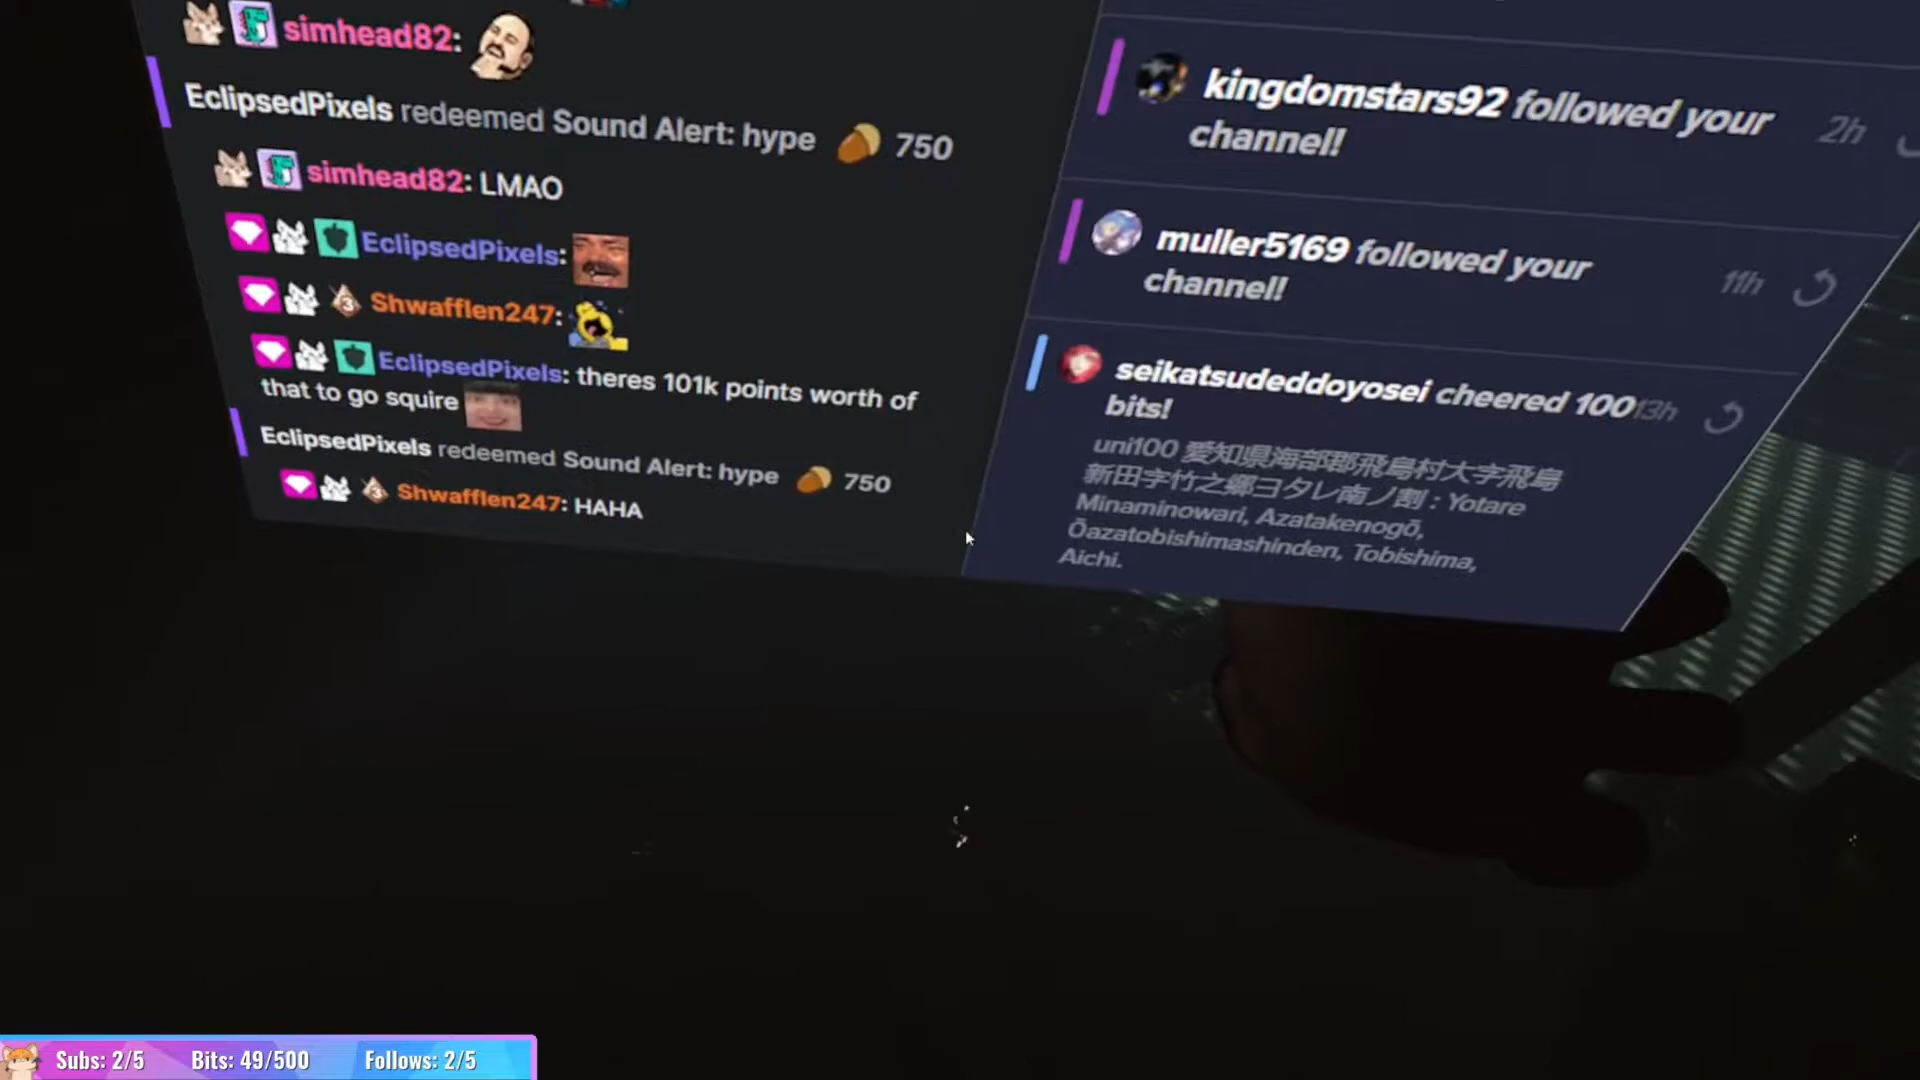 simhead82:
EclipsedPixels redeemed Sound Alert: hype 750
simhead82: LMAO
EclipsedPixels:
Shwafflen247:
EclipsedPixels: theres 101k points worth of
that to go squire
EclipsedPixels redeemed Sound Alert: hype 750
Shwafflen247: HAHA
kingdomstars92 followed your
channel!
2h
muller5169 followed your
channel!
11h
seikatsudeddoyosei cheered 100
bits!
13h
uni100 愛知県海部郡飛島村大字飛島
新田字竹之郷ヨタレ南ノ割 : Yotare
Minaminowari, Azatakenogō,
Ōazatobishimashinden, Tobishima,
Aichi.
Subs: 2/5 Bits: 49/500 Follows: 2/5